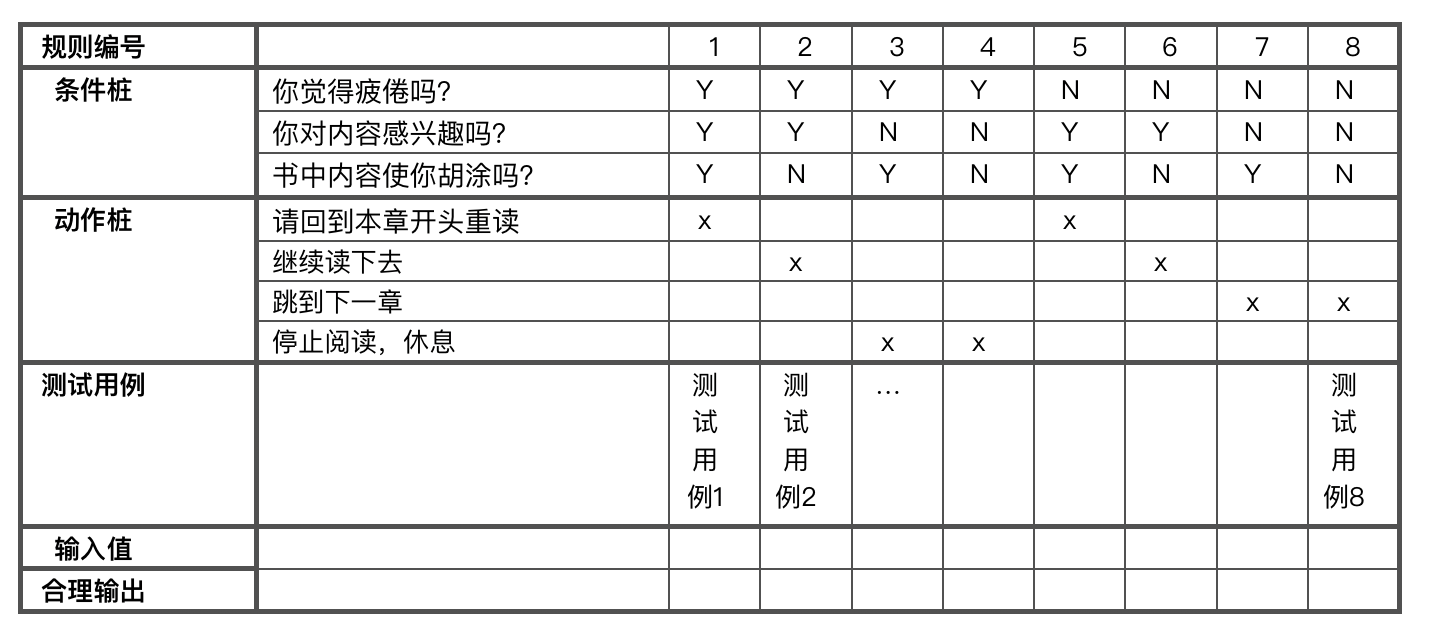 规则编号 1 2 3 4 5 6 7 8
条件桩 你觉得疲倦吗? Y Y Y Y N N N N
你对内容感兴趣吗? Y Y N N Y Y N N
书中内容使你胡涂吗? Y N Y N Y N Y N
动作桩 请回到本章开头重读 x x
继续读下去 x x
跳到下一章 x x
停止阅读，休息 x x
测试用例 测 测 … 测
试 试 试
用 用 用
例1 例2 例8
输入值
合理输出